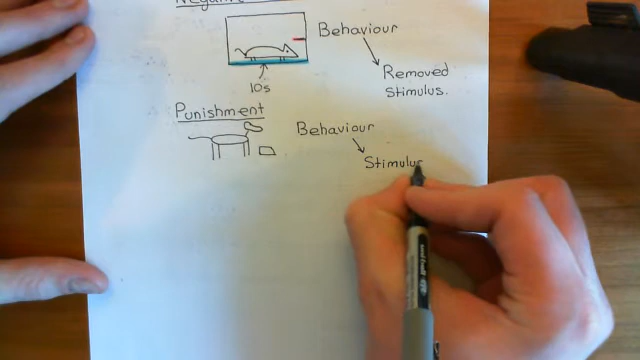 Behaviour
Removed
Stimulus.
10s
Punishment
Behaviour
Stimulus